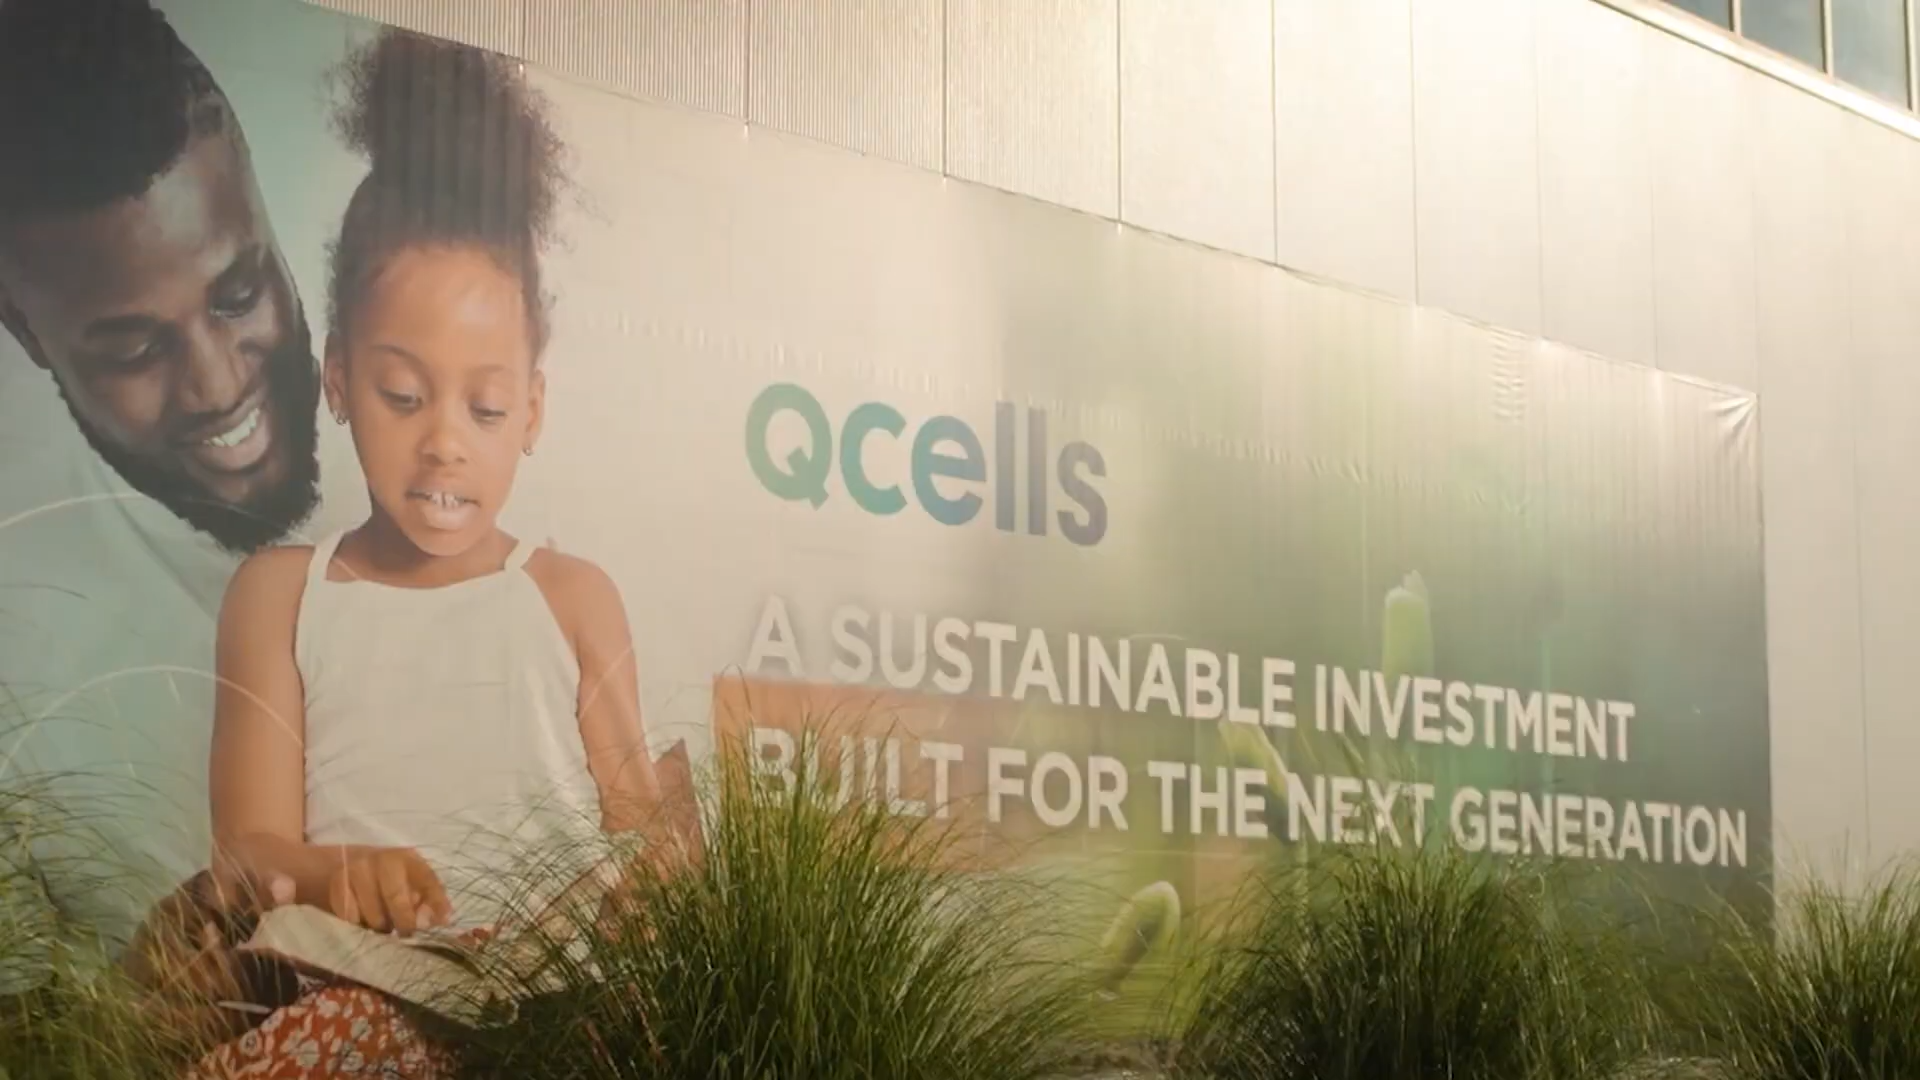 Qcells
A SUSTAINABLE INVESTMENT
BUILT FOR THE NEXT GENERATION